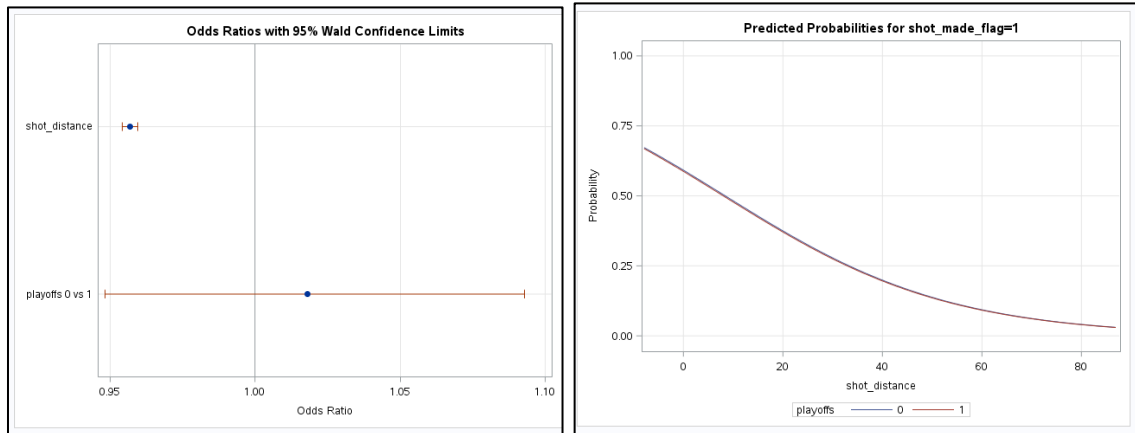 Odds Ratios with 95% Wald Confidence Limits
shot_distance
playoffs 0 vs 1
0.95 1.00 1.05 1.10
Odds Ratio
Predicted Probabilities for shot_made_flag=1
1.00
0.75
0.50
0.25
0.00
Probability
0 20 40 60 80
shot_distance
playoffs 0 1